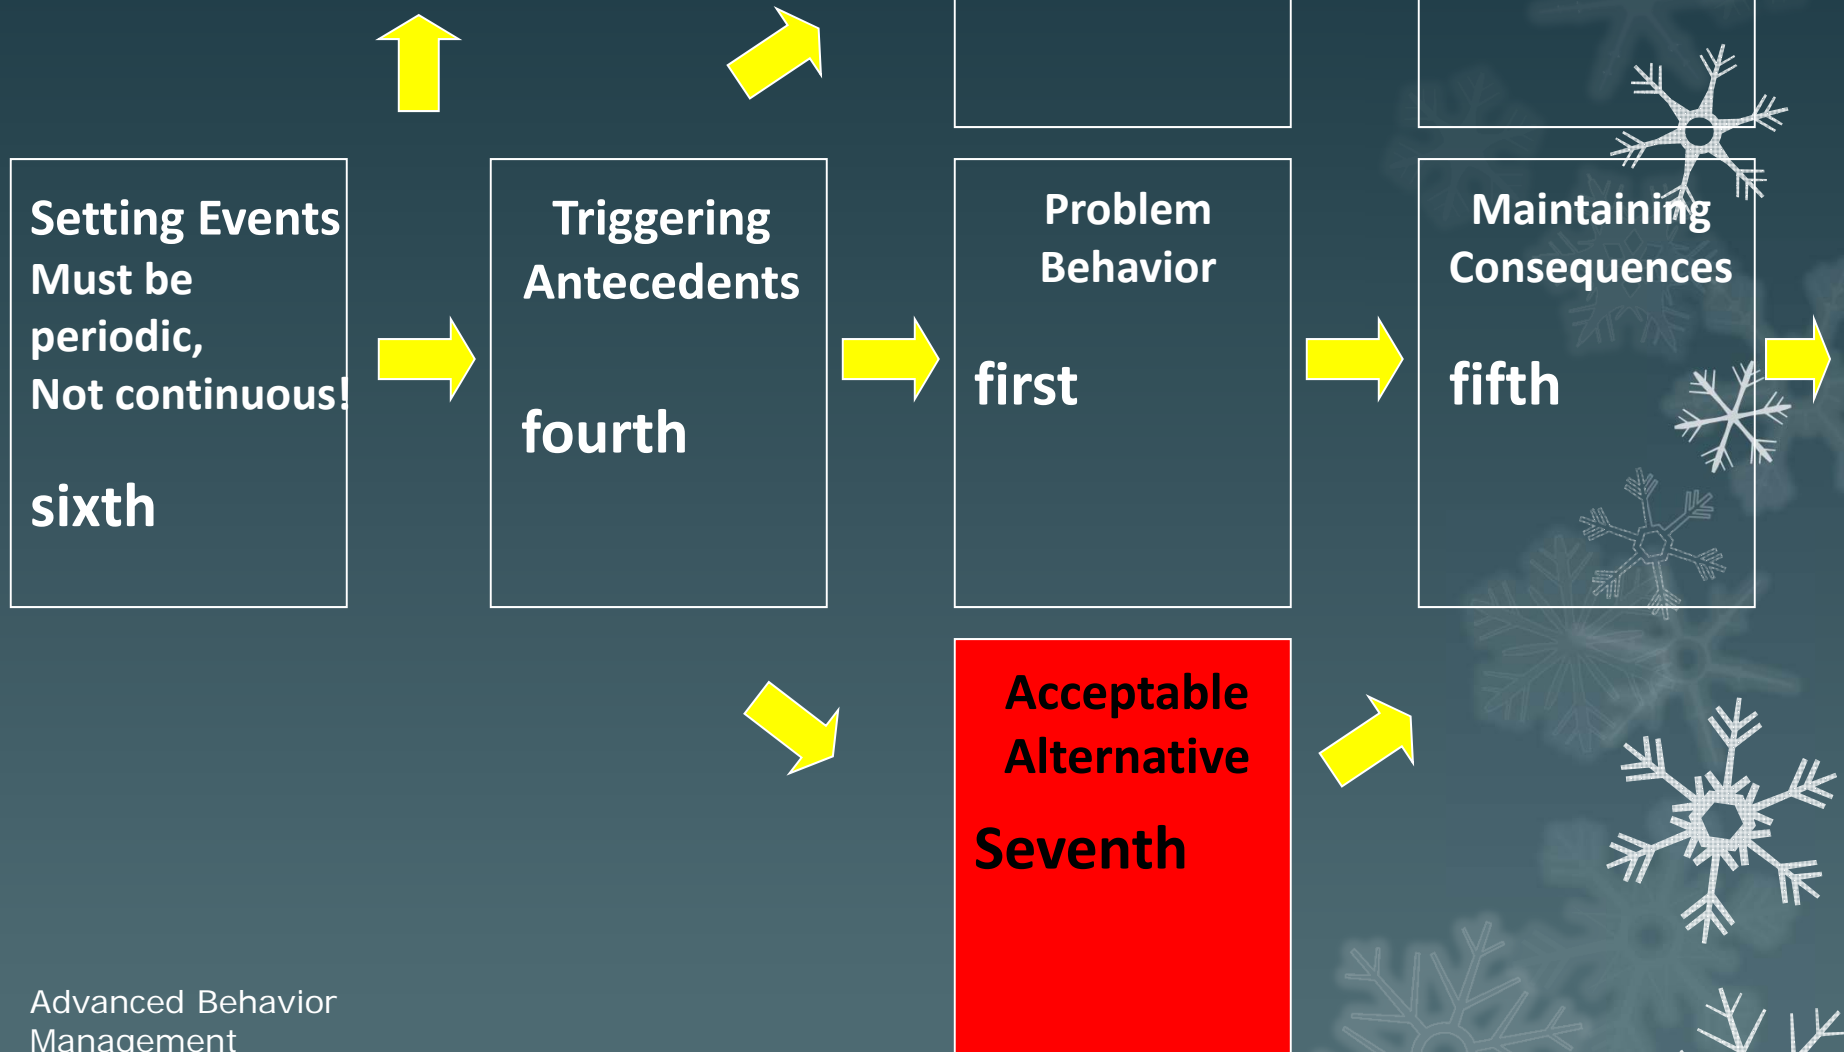 Setting Events
Must be
periodic,
Not continuous!
sixth
Triggering
Antecedents
fourth
Problem
Behavior
first
Maintaining
Consequences
fifth
Acceptable
Alternative
Seventh
Advanced Behavior
Management